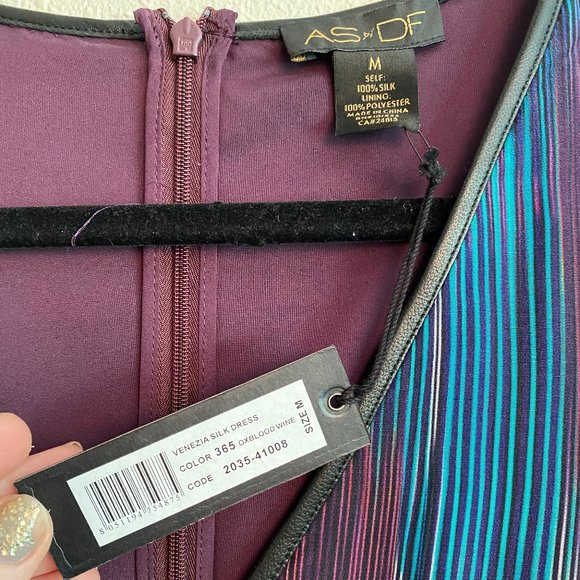 AS by DF
M
SELF:
100% SILK
LINING:
100% POLYESTER
MADE IN CHINA
CA#24815
VENEZIA SILK DRESS
COLOR 365 OXBLOOD WINE
CODE 2035-41008
SIZE M